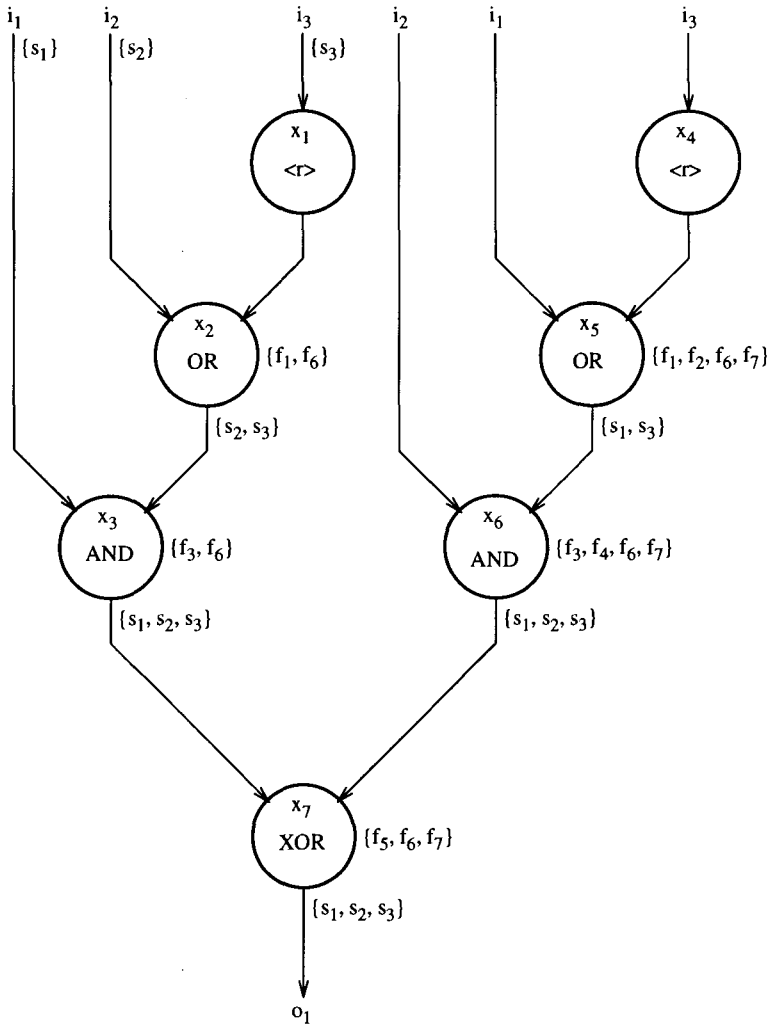 i₁ i₂ i₃ i₂ i₁ i₃
{s₁} {s₂} {s₃}
x₁ x₄
<r> <r>
x₂ x₅
OR {f₁, f₆} OR {f₁, f₂, f₆, f₇}
{s₂, s₃} {s₁, s₃}
x₃ x₆
AND {f₃, f₆} AND {f₃, f₄, f₆, f₇}
{s₁, s₂, s₃} {s₁, s₂, s₃}
x₇
XOR {f₅, f₆, f₇}
{s₁, s₂, s₃}
o₁